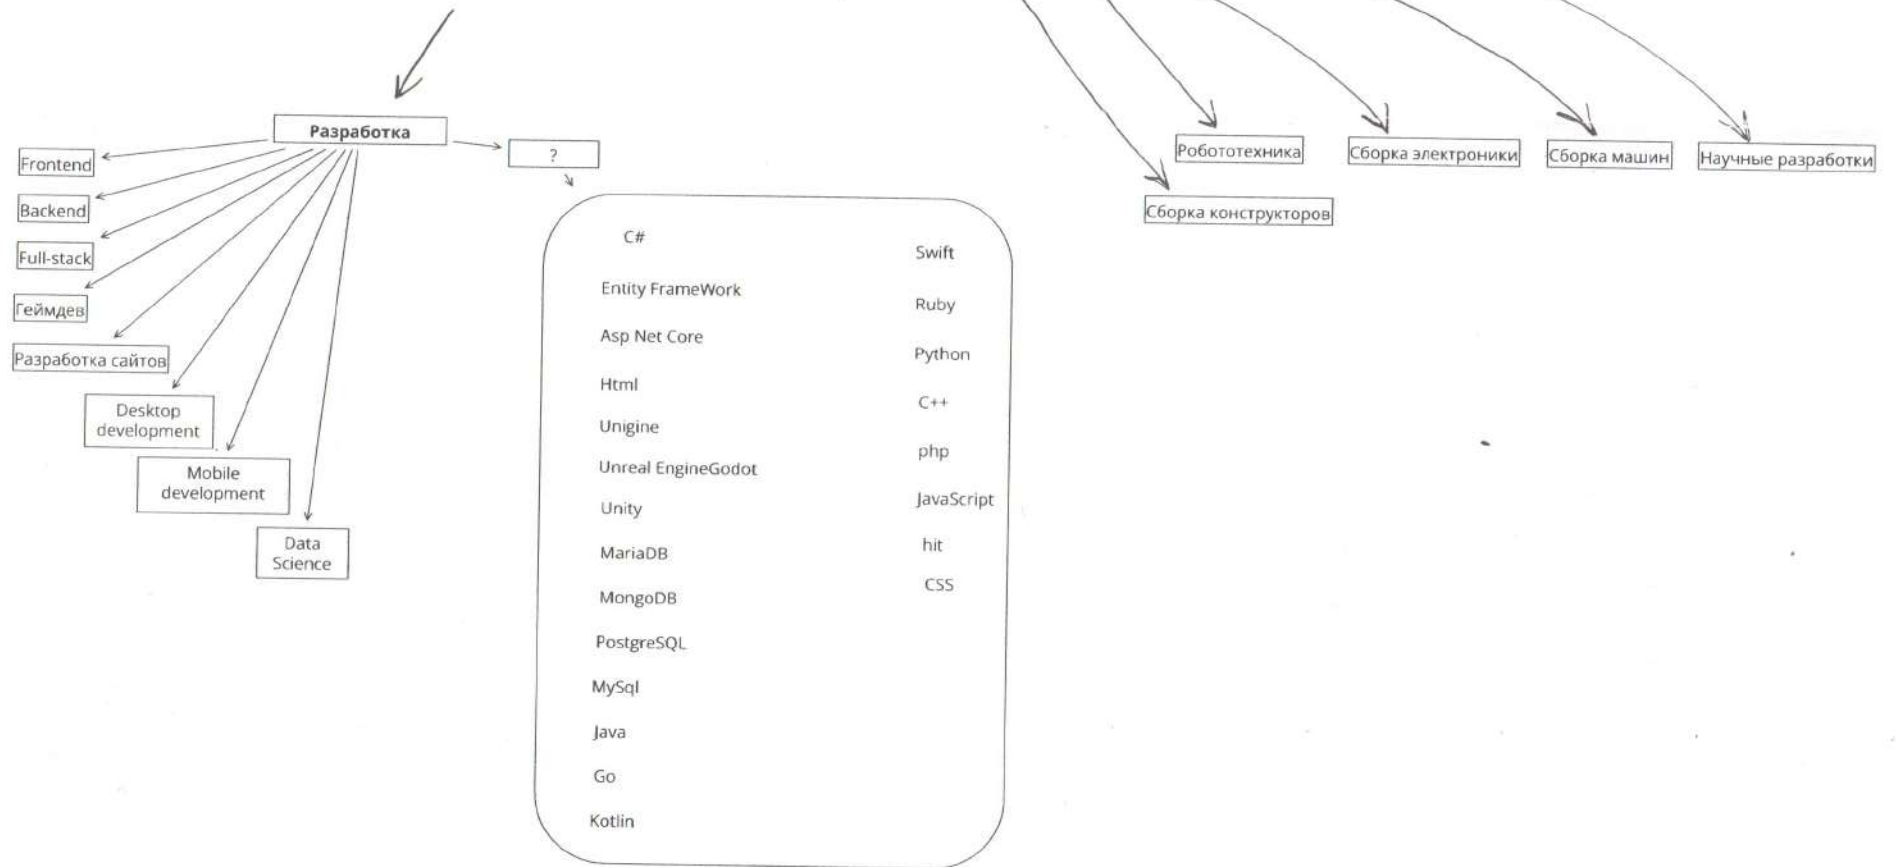 Разработка
?
Frontend
Backend
Full-stack
Геймдев
Разработка сайтов
Desktop
development
Mobile
development
Data
Science
C#
Entity FrameWork
Asp Net Core
Html
Unigine
Unreal EngineGodot
Unity
MariaDB
MongoDB
PostgreSQL
MySql
Java
Go
Kotlin
Swift
Ruby
Python
C++
php
JavaScript
hit
CSS
Робототехника
Сборка электроники
Сборка машин
Научные разработки
Сборка конструкторов